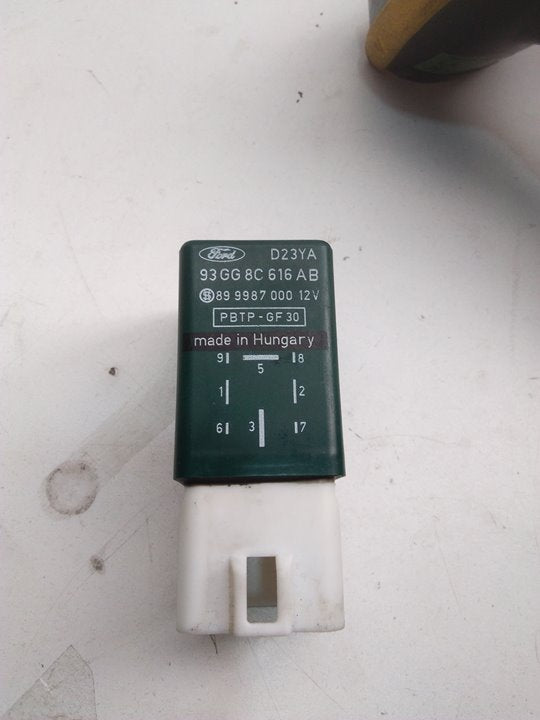 Ford D23YA
93GG 8C 616 AB
89 9987 000 12V
PBTP-GF30
made in Hungary
9 8
5
1 2
6 3 7